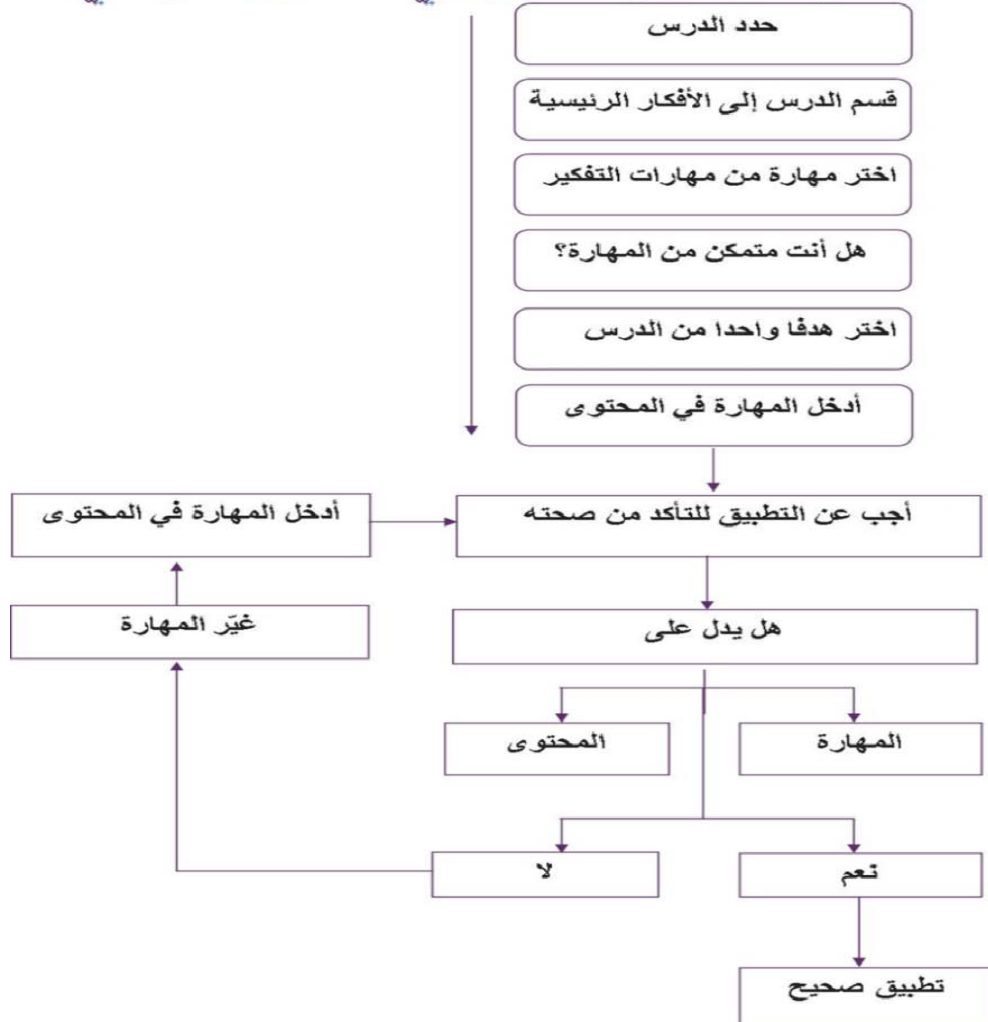 حدد الدرس
قسم الدرس إلى الأفكار الرئيسية
اختر مهارة من مهارات التفكير
هل أنت متمكن من المهارة؟
اختر هدفا واحدا من الدرس
أدخل المهارة في المحتوى
أجب عن التطبيق للتأكد من صحته
أدخل المهارة في المحتوى
هل يدل على
غيّر المهارة
المهارة
المحتوى
نعم
لا
تطبيق صحيح